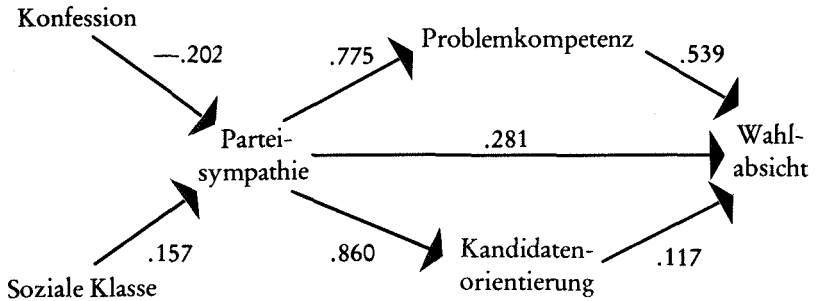 Konfession
—.202
.775
Problemkompetenz
.539
Partei-
sympathie
.281
Wahl-
absicht
.157
.860
Kandidaten-
orientierung
.117
Soziale Klasse